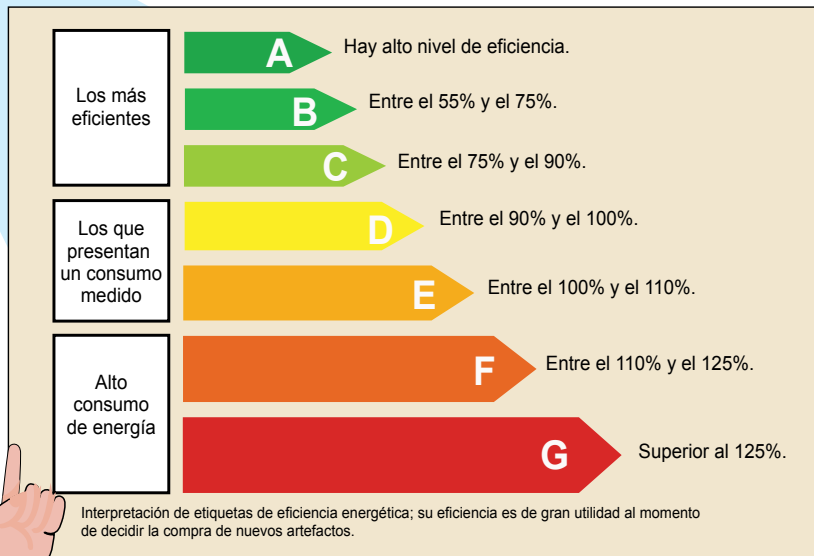 Los más
eficientes
A
Hay alto nivel de eficiencia.
B
Entre el 55% y el 75%.
C
Entre el 75% y el 90%.
Los que
presentan
un consumo
medido
D
Entre el 90% y el 100%.
E
Entre el 100% y el 110%.
Alto
consumo
de energía
F
Entre el 110% y el 125%.
G
Superior al 125%.
Interpretación de etiquetas de eficiencia energética; su eficiencia es de gran utilidad al momento
de decidir la compra de nuevos artefactos.